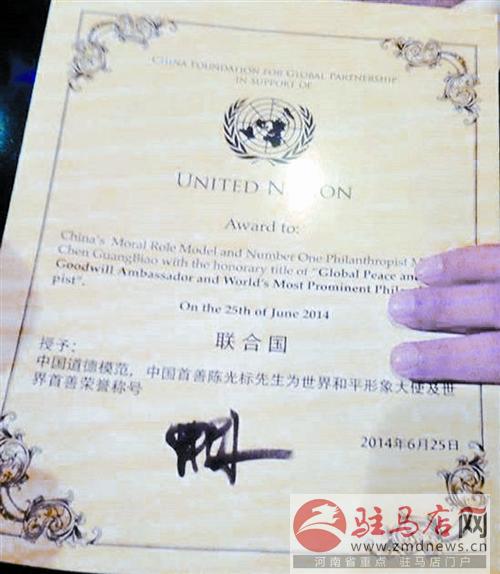 CHINA FOUNDATION FOR GLOBAL PARTNERSHIP
IN SUPPORT OF
UNITED NATION
Award to:
China's Moral Role Model and Number One Philanthropist M
Chen GuangBiao with the honorary title of "Global Peace and
Goodwill Ambassador and World's Most Prominent Phila
pist".
On the 25th of June 2014
联合国
授予:
中国道德模范，中国首善陈光标先生为世界和平形象大使及世
界首善荣誉称号
2014年6月25日
驻马店网
www.zmdnews.cn
河南省重点 驻马店门户